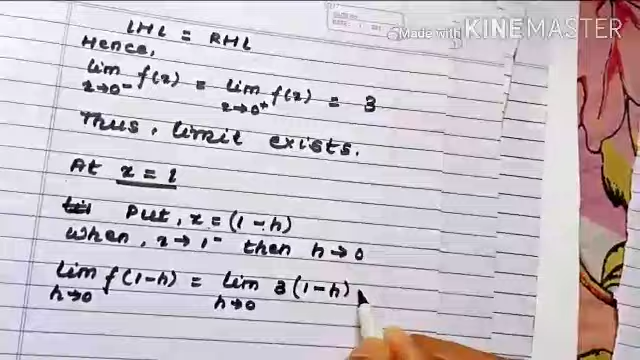 Made with KINEMASTER
LHL = RHL
Hence,
lim f(x) = lim f(x) = 3
x→0⁻ x→0⁺
Thus, limit exists.
At x = 1
Put, x = (1 - h)
when, x → 1⁻ then h → 0
lim f(1-h) = lim 3(1-h)
h→0 h→0